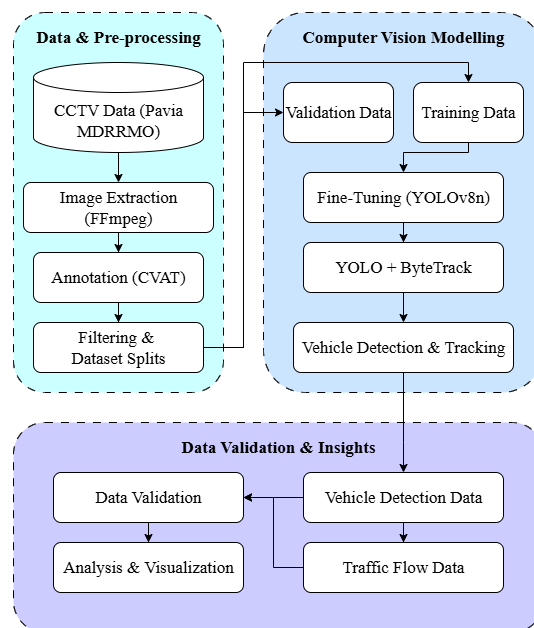 Data & Pre-processing
CCTV Data (Pavia
MDRRMO)
Image Extraction
(FFmpeg)
Annotation (CVAT)
Filtering &
Dataset Splits
Computer Vision Modelling
Validation Data
Training Data
Fine-Tuning (YOLOv8n)
YOLO + ByteTrack
Vehicle Detection & Tracking
Data Validation & Insights
Data Validation
Vehicle Detection Data
Analysis & Visualization
Traffic Flow Data